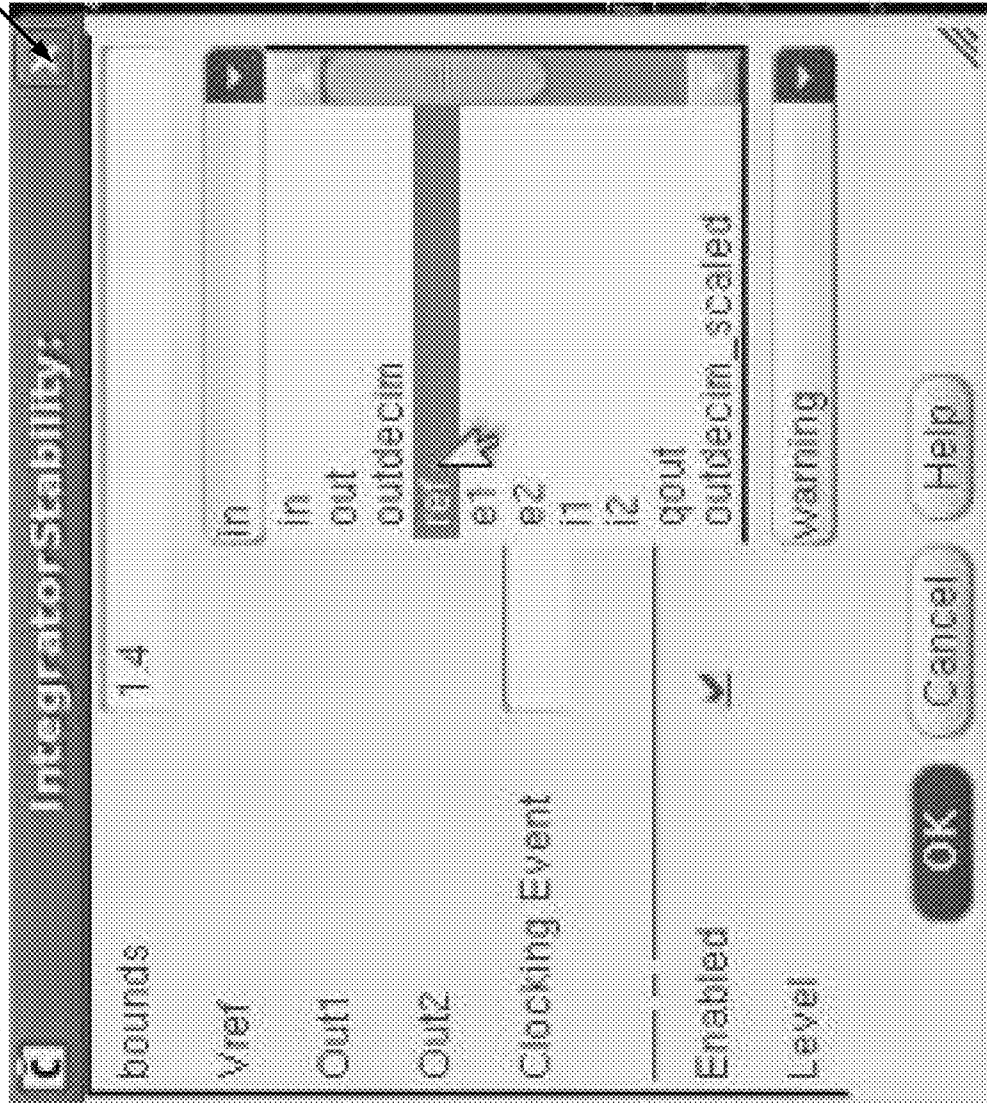 IntegratorStability:
bounds 1.4
Vref In
in
Out1 out
outdecim
Out2
e1
Clocking Event e2
i1
i2
qout
Enabled outdecim_scaled
Level warning
OK Cancel Help